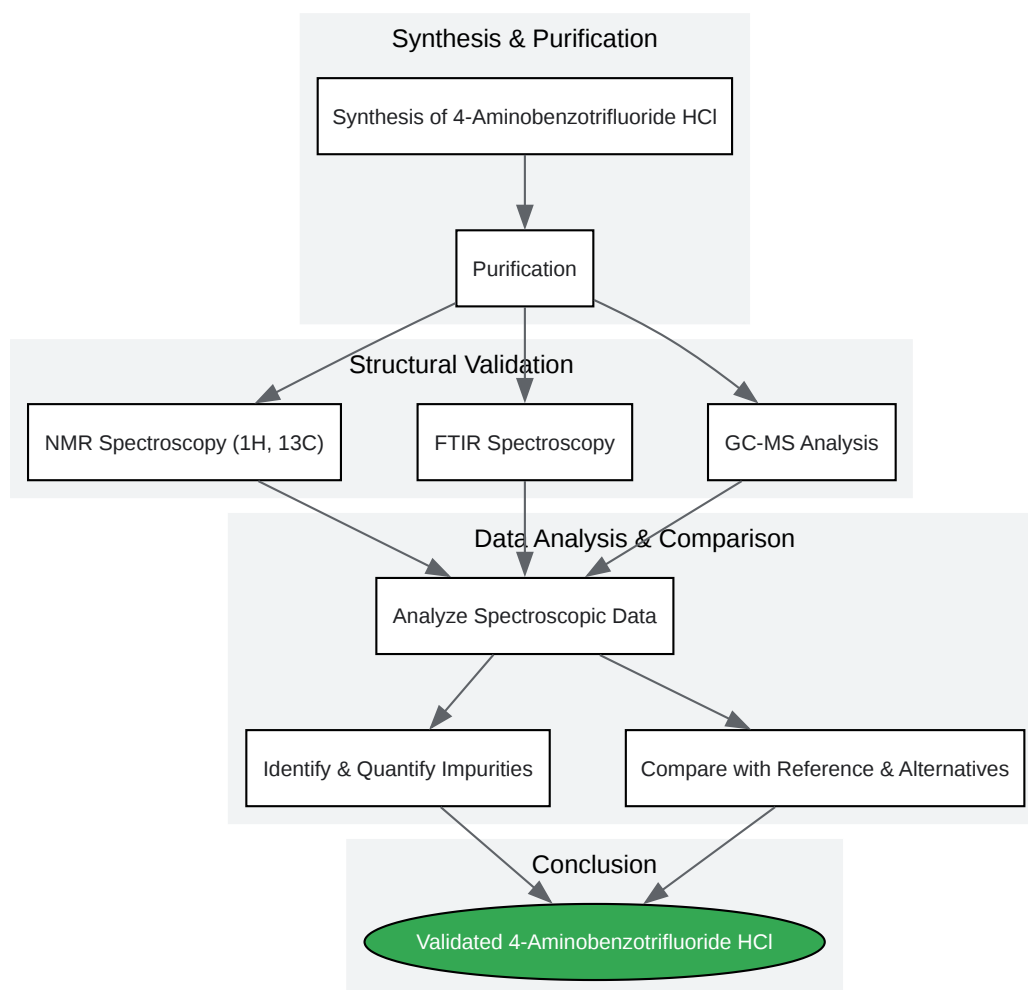 Synthesis & Purification
Synthesis of 4-Aminobenzotrifluoride HCl
Purification
Structural Validation
NMR Spectroscopy (1H, 13C)
FTIR Spectroscopy
GC-MS Analysis
Data Analysis & Comparison
Analyze Spectroscopic Data
Identify & Quantify Impurities
Compare with Reference & Alternatives
Conclusion
Validated 4-Aminobenzotrifluoride HCl